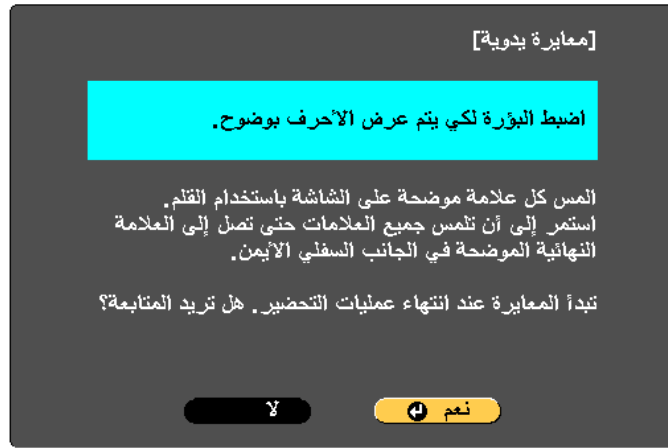 [معايرة يدوية]
اضبط البؤرة لكي يتم عرض الأحرف بوضوح.
المس كل علامة موضحة على الشاشة باستخدام القلم.
استمر إلى أن تلمس جميع العلامات حتى تصل إلى العلامة
النهائية الموضحة في الجانب السفلي الأيمن.
تبدأ المعايرة عند انتهاء عمليات التحضير. هل تريد المتابعة؟
نعم
لا